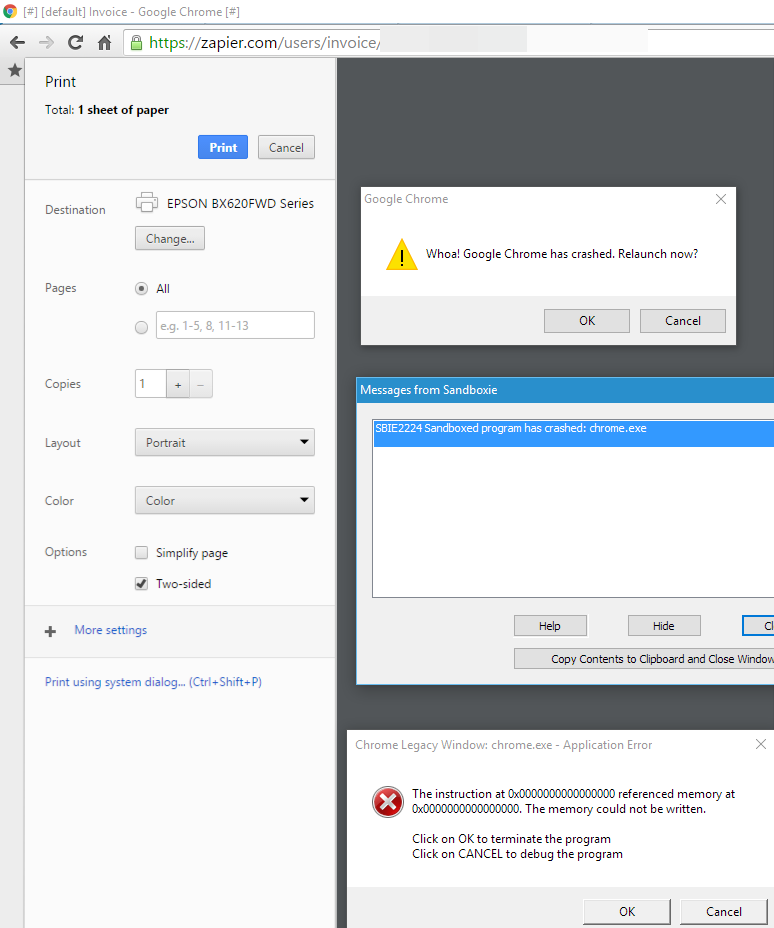 [#] [default] Invoice - Google Chrome [#]
https://zapier.com/users/invoice/
Print
Total: 1 sheet of paper
Print
Cancel
Destination
EPSON BX620FWD Series
Change...
Pages
All
e.g. 1-5, 8, 11-13
Copies
1
+
−
Layout
Portrait
Color
Color
Options
Simplify page
Two-sided
+ More settings
Print using system dialog... (Ctrl+Shift+P)
Google Chrome
Whoa! Google Chrome has crashed. Relaunch now?
OK
Cancel
Messages from Sandboxie
SBIE2224 Sandboxed program has crashed: chrome.exe
Help
Hide
Cl
Copy Contents to Clipboard and Close Window
Chrome Legacy Window: chrome.exe - Application Error
The instruction at 0x0000000000000000 referenced memory at
0x0000000000000000. The memory could not be written.
Click on OK to terminate the program
Click on CANCEL to debug the program
OK
Cancel